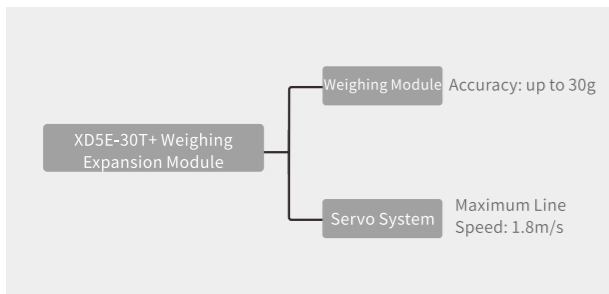 XD5E-30T+ Weighing
Expansion Module
Weighing Module
Accuracy: up to 30g
Servo System
Maximum Line
Speed: 1.8m/s